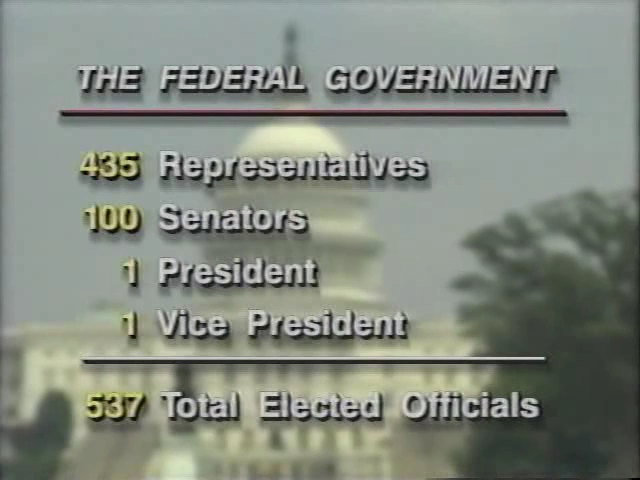 THE FEDERAL GOVERNMENT
435 Representatives
100 Senators
1 President
1 Vice President
537 Total Elected Officials